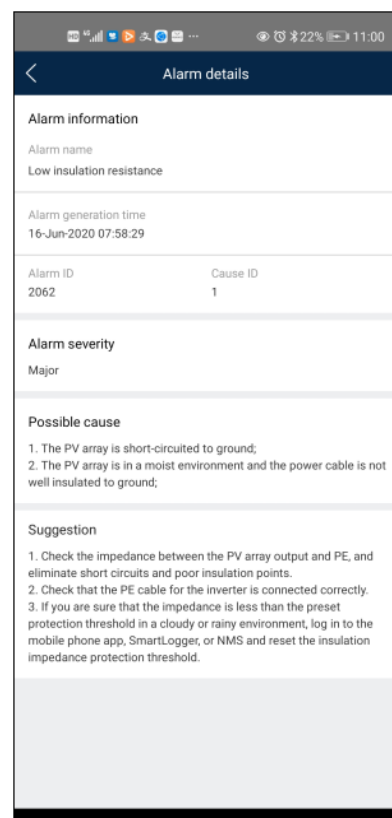 HD 22% 11:00
Alarm details
Alarm information
Alarm name
Low insulation resistance
Alarm generation time
16-Jun-2020 07:58:29
Alarm ID Cause ID
2062 1
Alarm severity
Major
Possible cause
1. The PV array is short-circuited to ground;
2. The PV array is in a moist environment and the power cable is not
well insulated to ground;
Suggestion
1. Check the impedance between the PV array output and PE, and
eliminate short circuits and poor insulation points.
2. Check that the PE cable for the inverter is connected correctly.
3. If you are sure that the impedance is less than the preset
protection threshold in a cloudy or rainy environment, log in to the
mobile phone app, SmartLogger, or NMS and reset the insulation
impedance protection threshold.